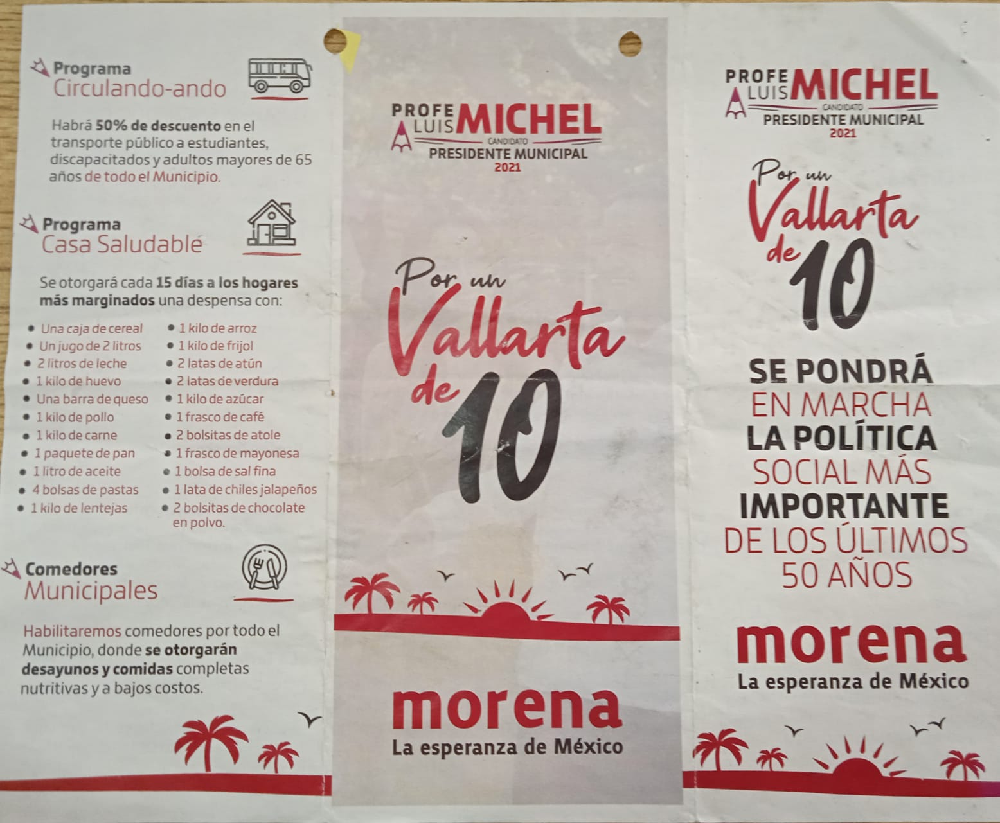 Programa
Circulando-ando
Habrá 50% de descuento en el
transporte público a estudiantes,
discapacitados y adultos mayores de 65
años de todo el Municipio.
Programa
Casa Saludable
Se otorgará cada 15 días a los hogares
más marginados una despensa con:
Una caja de cereal
Un jugo de 2 litros
2 litros de leche
1 kilo de huevo
Una barra de queso
1 kilo de pollo
1 kilo de carne
1 paquete de pan
1 litro de aceite
4 bolsas de pastas
1 kilo de lentejas
1 kilo de arroz
1 kilo de frijol
2 latas de atún
2 latas de verdura
1 kilo de azúcar
1 frasco de café
2 bolsitas de atole
1 frasco de mayonesa
1 bolsa de sal fina
1 lata de chiles jalapeños
2 bolsitas de chocolate
en polvo.
Comedores
Municipales
Habilitaremos comedores por todo el
Municipio, donde se otorgarán
desayunos y comidas completas
nutritivas y a bajos costos.
PROFE
LUIS MICHEL
CANDIDATO
PRESIDENTE MUNICIPAL
2021
Por un
Vallarta
de 10
morena
La esperanza de México
PROFE
LUIS MICHEL
CANDIDATO
PRESIDENTE MUNICIPAL
2021
Por un
Vallarta
de 10
SE PONDRÁ
EN MARCHA
LA POLÍTICA
SOCIAL MÁS
IMPORTANTE
DE LOS ÚLTIMOS
50 AÑOS
morena
La esperanza de México